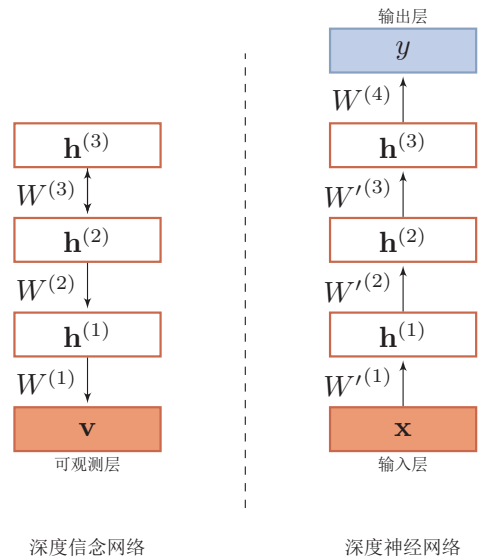 h^(3)
W^(3)
h^(2)
W^(2)
h^(1)
W^(1)
v
可观测层
深度信念网络
输出层
y
W^(4)
h^(3)
W'^(3)
h^(2)
W'^(2)
h^(1)
W'^(1)
x
输入层
深度神经网络